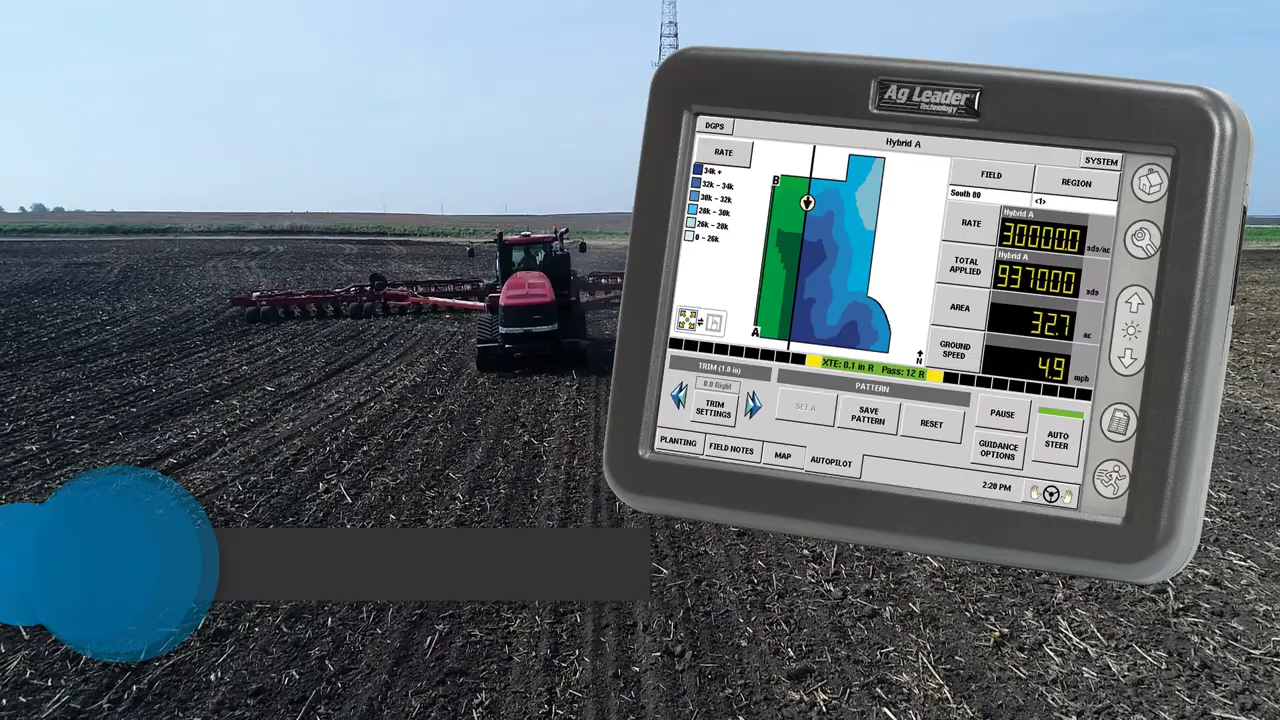 Ag Leader
Technology
DGPS
Hybrid A
SYSTEM
RATE
34k +
32k - 34k
30k - 32k
28k - 30k
26k - 28k
0 - 26k
B
A
N
FIELD
REGION
South 80
<1>
RATE
Hybrid A
30000.0
sds/ac
TOTAL
APPLIED
Hybrid A
937000
sds
AREA
32.7
ac
GROUND
SPEED
4.9
mph
XTE: 0.1 in R Pass: 12 R
TRIM (1.0 in)
0.0 Right
TRIM
SETTINGS
PATTERN
SET A
SAVE
PATTERN
RESET
PAUSE
GUIDANCE
OPTIONS
AUTO
STEER
PLANTING
FIELD NOTES
MAP
AUTOPILOT
2:20 PM